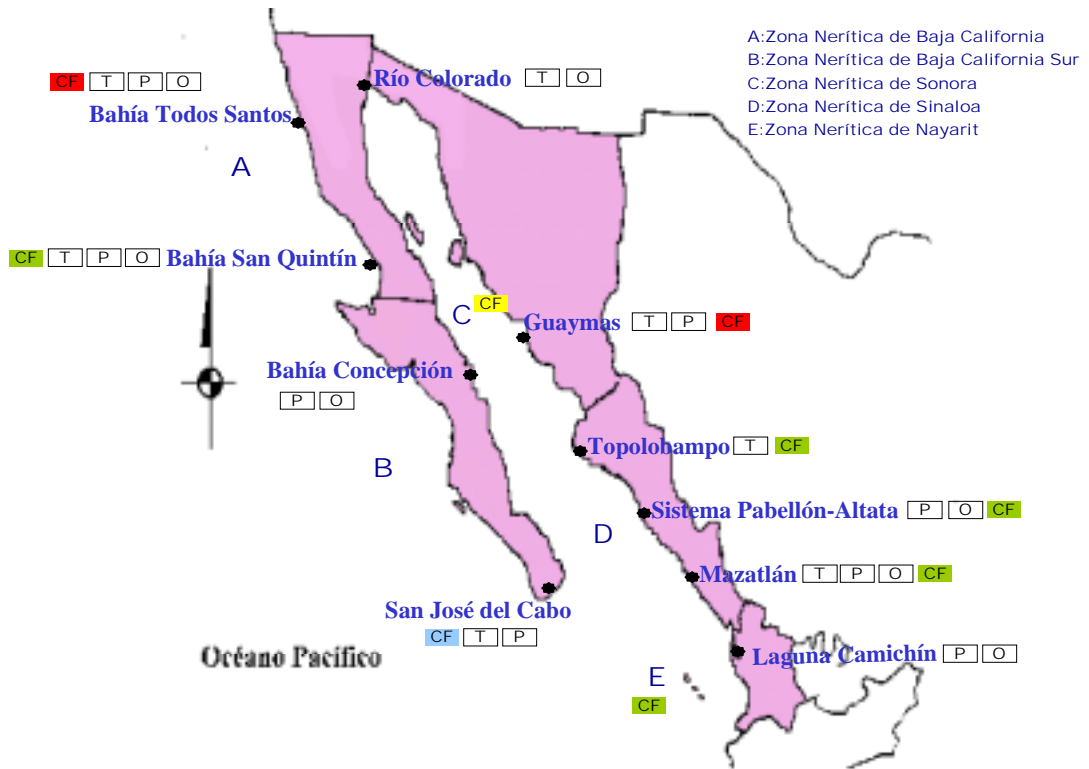 A:Zona Nerítica de Baja California
B:Zona Nerítica de Baja California Sur
C:Zona Nerítica de Sonora
D:Zona Nerítica de Sinaloa
E:Zona Nerítica de Nayarit
CF T P O
Río Colorado T O
Bahía Todos Santos
A
CF T P O Bahía San Quintín
C CF
Guaymas T P CF
Bahía Concepción
P O
Topolobampo T CF
B
Sistema Pabellón-Altata P O CF
D
Mazatlán T P O CF
San José del Cabo
CF T P
Océano Pacífico
Laguna Camichín P O
E
CF